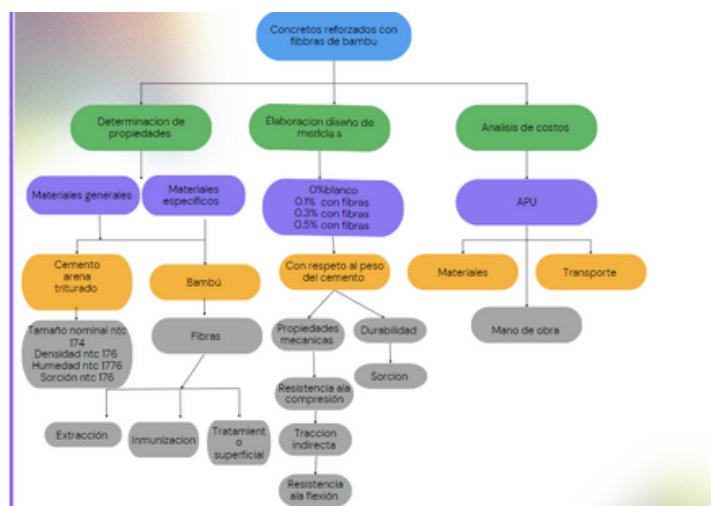 Concretos reforzados con
fibbras de bambu
Determinacion de
propiedades
Elaboracion diseño de
mezlcla s
Analisis de costos
Materiales generales
Materiales
especificos
0%blanco
0.1% con fibras
0.3% con fibras
0.5% con fibras
APU
Cemento
arena
triturado
Bambú
Con respeto al peso
del cemento
Materiales
Transporte
Tamaño nominal ntc
174
Densidad ntc 176
Humedad ntc 1776
Sorción ntc 176
Fibras
Propiedades
mecanicas
Durabilidad
Mano de obra
Sorcion
Resistencia ala
compresión
Extracción
Inmunizacion
Tratamient
o
superficial
Traccion
indirecta
Resistencia
ala flexión